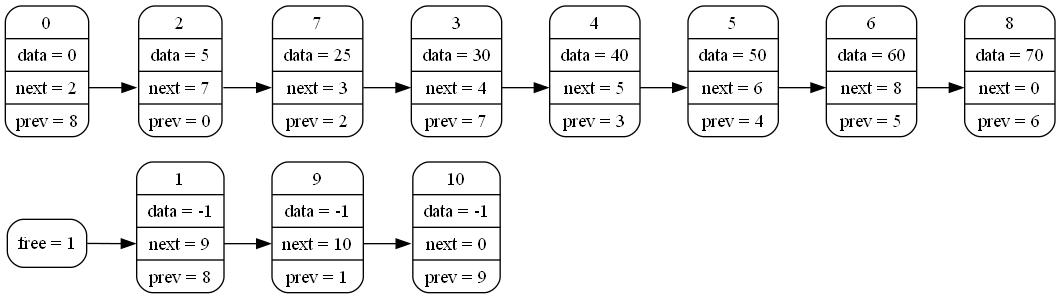 0 2 7 3 4 5 6 8
data = 0 data = 5 data = 25 data = 30 data = 40 data = 50 data = 60 data = 70
next = 2 next = 7 next = 3 next = 4 next = 5 next = 6 next = 8 next = 0
prev = 8 prev = 0 prev = 2 prev = 7 prev = 3 prev = 4 prev = 5 prev = 6
1 9 10
data = -1 data = -1 data = -1
free = 1 next = 9 next = 10 next = 0
prev = 8 prev = 1 prev = 9